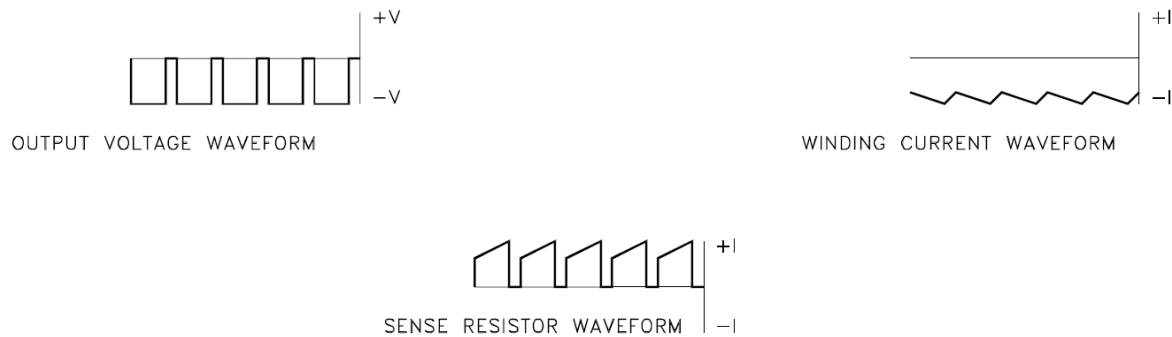 +V
−V
OUTPUT VOLTAGE WAVEFORM
+I
−I
WINDING CURRENT WAVEFORM
+I
−I
SENSE RESISTOR WAVEFORM